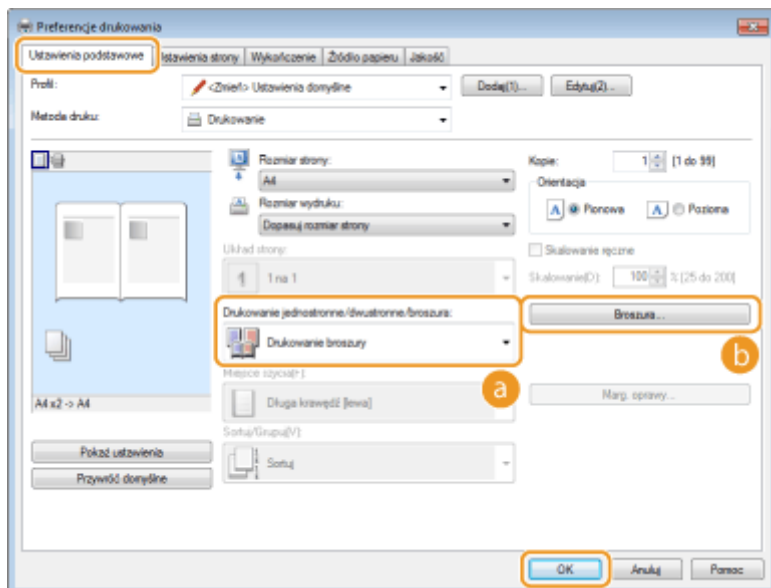 Preferencje drukowania
Ustawienia podstawowe Ustawienia strony Wykańczenie Źródło papieru Jakość
Profil: <Zmień> Ustawienia domyślne Dodaj(1)... Edytuj(2)...
Metoda druku: Drukowanie
Rozmiar strony: Kopie: 1 [1 do 99]
A4 Orientacja
Rozmiar wydruku: A Pionowa A Pozioma
Dopasuj rozmiar strony
Układ strony: Skalowanie ręczne
1 1 na 1 Skalowanie(D): 100 % [25 do 200]
Drukowanie jednostronne/dwustronne/broszura: Broszura...
Drukowanie broszury
a b
Miejsce zszycia(F):
A4 x2 -> A4 Długa krawędź [lewa] Marg. oprawy...
Sortuj/Grupuj(V):
Pokaż ustawienia Sortuj
Przywróć domyślne
OK Anuluj Pomoc